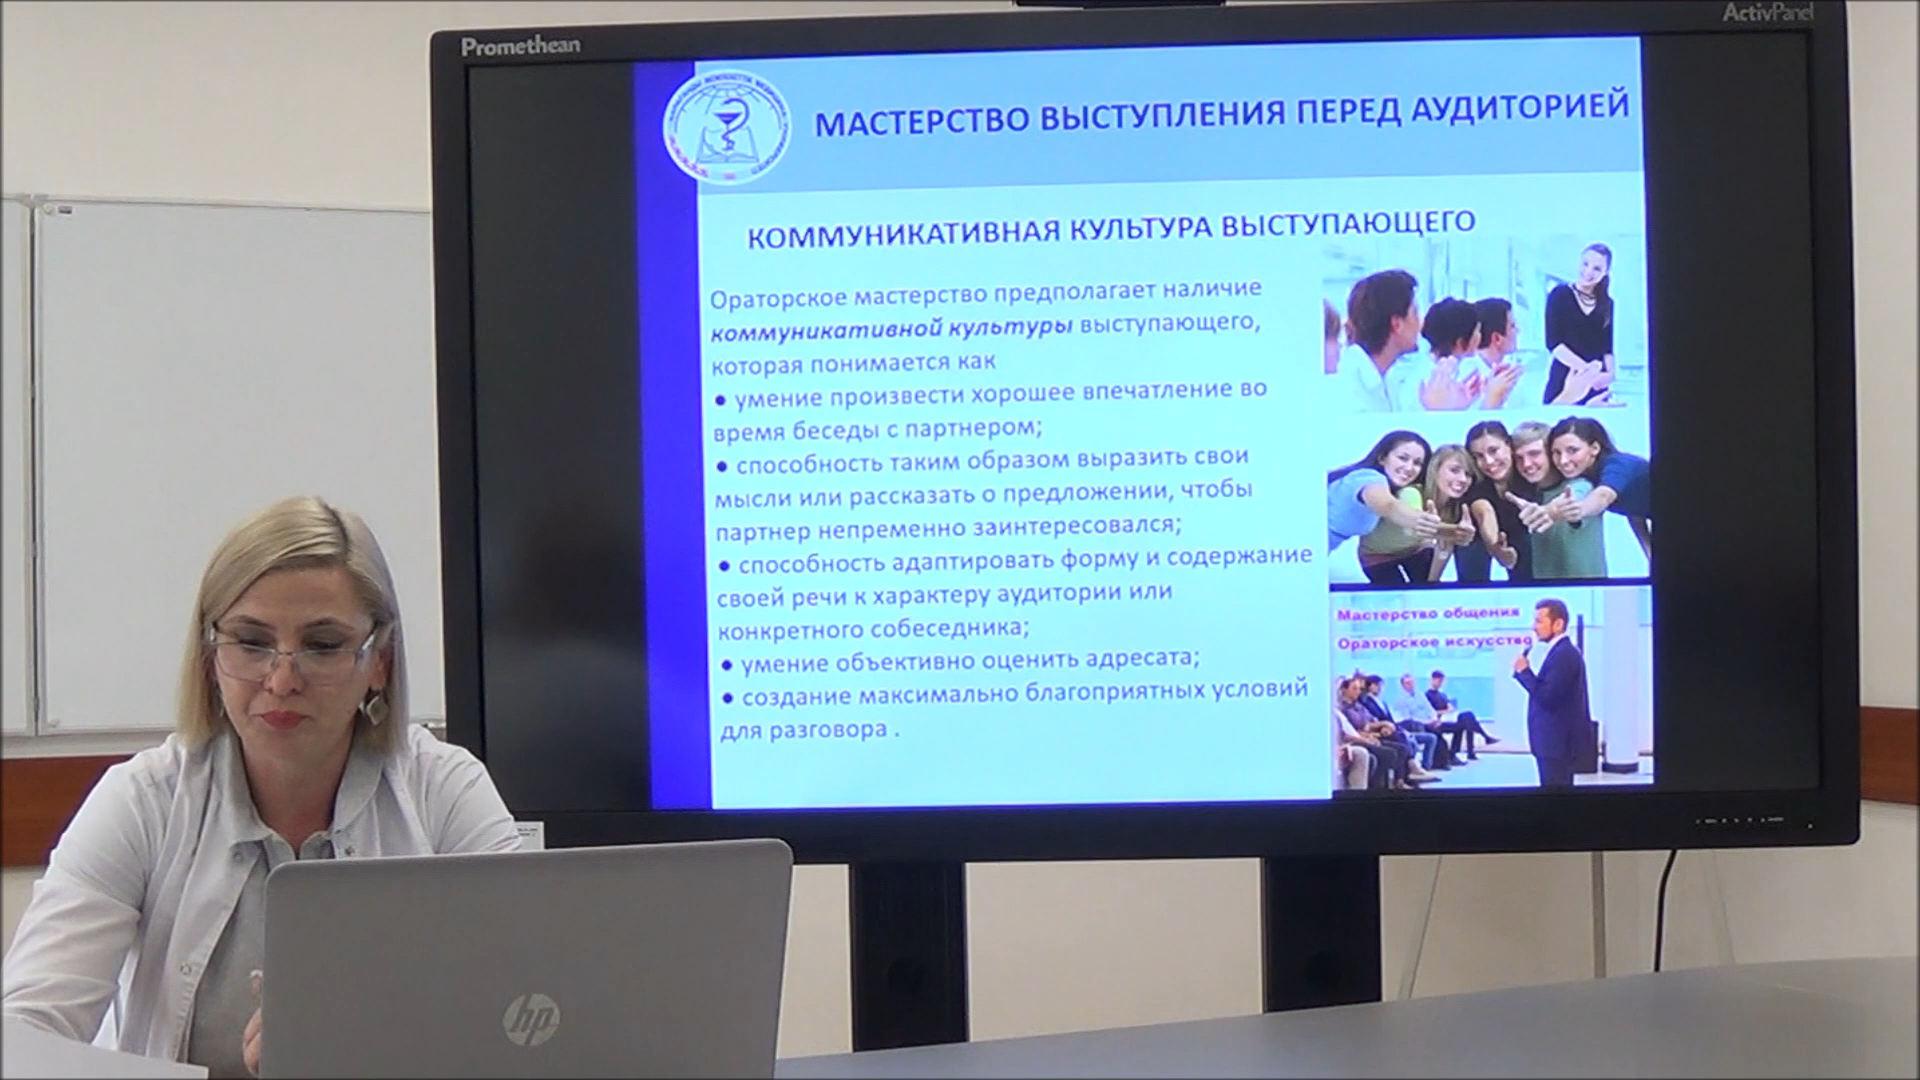 Promethean
ActivPanel
МАСТЕРСТВО ВЫСТУПЛЕНИЯ ПЕРЕД АУДИТОРИЕЙ
КОММУНИКАТИВНАЯ КУЛЬТУРА ВЫСТУПАЮЩЕГО
Ораторское мастерство предполагает наличие
коммуникативной культуры выступающего,
которая понимается как
● умение произвести хорошее впечатление во
время беседы с партнером;
● способность таким образом выразить свои
мысли или рассказать о предложении, чтобы
партнер непременно заинтересовался;
● способность адаптировать форму и содержание
своей речи к характеру аудитории или
конкретного собеседника;
● умение объективно оценить адресата;
● создание максимально благоприятных условий
для разговора .
Мастерство общения
Ораторское искусство
hp